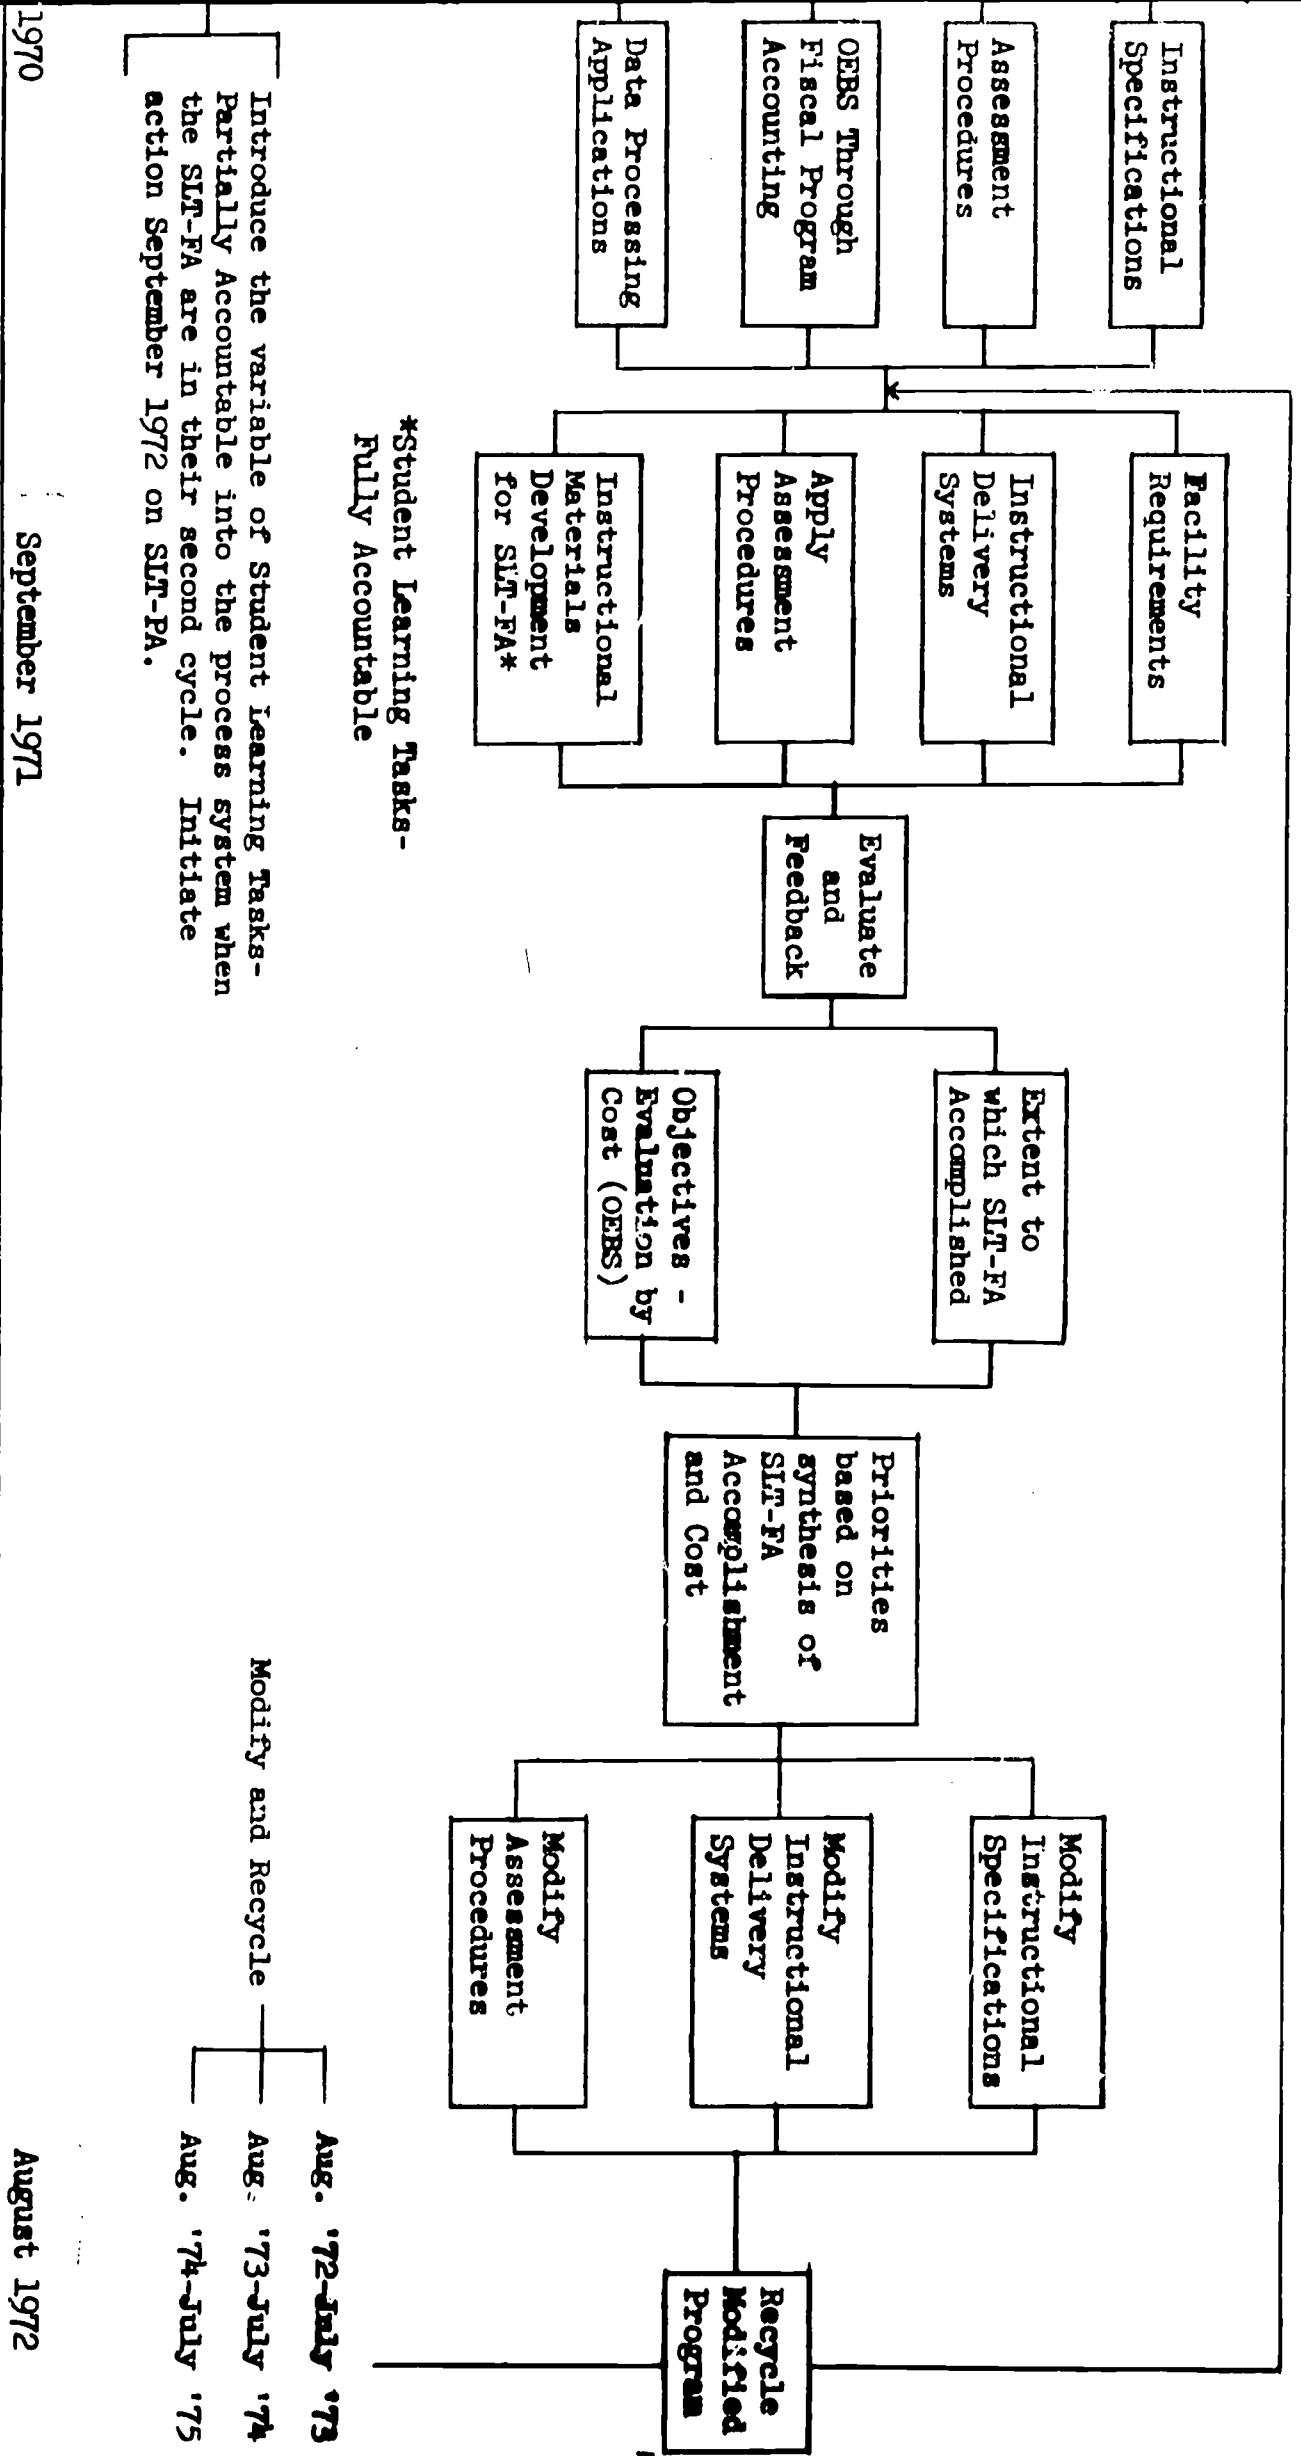 Instructional
Specifications
Assessment
Procedures
OEBS Through
Fiscal Program
Accounting
Data Processing
Applications
Facility
Requirements
Instructional
Delivery
Systems
Apply
Assessment
Procedures
Instructional
Materials
Development
for SLT-FA*
*Student Learning Tasks-
Fully Accountable
Evaluate
and
Feedback
Extent to
which SLT-FA
Accomplished
Objectives -
Evaluation by
Cost (OEBS)
Priorities
based on
synthesis of
SLT-FA
Accomplishment
and Cost
Modify
Instructional
Specifications
Modify
Instructional
Delivery
Systems
Modify
Assessment
Procedures
Recycle
Modified
Program
Introduce the variable of Student Learning Tasks-
Partially Accountable into the process system when
the SLT-FA are in their second cycle. Initiate
action September 1972 on SLT-PA.
Modify and Recycle
Aug. '72-July '73
Aug. '73-July '74
Aug. '74-July '75
1970
September 1971
August 1972